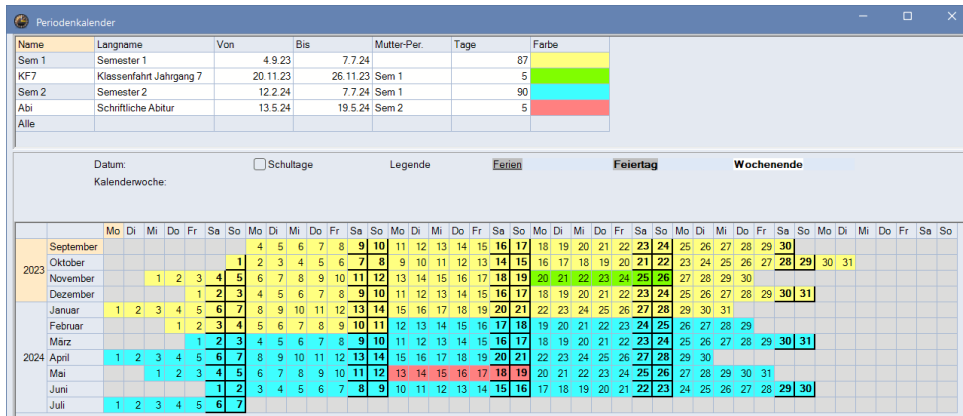 Periodenkalender
Name Langname Von Bis Mutter-Per. Tage Farbe
Sem 1 Semester 1 4.9.23 7.7.24 87
KF7 Klassenfahrt Jahrgang 7 20.11.23 26.11.23 Sem 1 5
Sem 2 Semester 2 12.2.24 7.7.24 Sem 1 90
Abi Schriftliche Abitur 13.5.24 19.5.24 Sem 2 5
Alle
Datum: Schultage Legende Ferien Feiertag Wochenende
Kalenderwoche:
Mo Di Mi Do Fr Sa So Mo Di Mi Do Fr Sa So Mo Di Mi Do Fr Sa So Mo Di Mi Do Fr Sa So Mo Di Mi Do Fr Sa So Mo Di Mi Do Fr Sa So
September 4 5 6 7 8 9 10 11 12 13 14 15 16 17 18 19 20 21 22 23 24 25 26 27 28 29 30
Oktober 1 2 3 4 5 6 7 8 9 10 11 12 13 14 15 16 17 18 19 20 21 22 23 24 25 26 27 28 29 30 31
2023
November 1 2 3 4 5 6 7 8 9 10 11 12 13 14 15 16 17 18 19 20 21 22 23 24 25 26 27 28 29 30
Dezember 1 2 3 4 5 6 7 8 9 10 11 12 13 14 15 16 17 18 19 20 21 22 23 24 25 26 27 28 29 30 31
Januar 1 2 3 4 5 6 7 8 9 10 11 12 13 14 15 16 17 18 19 20 21 22 23 24 25 26 27 28 29 30 31
Februar 1 2 3 4 5 6 7 8 9 10 11 12 13 14 15 16 17 18 19 20 21 22 23 24 25 26 27 28 29
März 1 2 3 4 5 6 7 8 9 10 11 12 13 14 15 16 17 18 19 20 21 22 23 24 25 26 27 28 29 30 31
2024 April 1 2 3 4 5 6 7 8 9 10 11 12 13 14 15 16 17 18 19 20 21 22 23 24 25 26 27 28 29 30
Mai 1 2 3 4 5 6 7 8 9 10 11 12 13 14 15 16 17 18 19 20 21 22 23 24 25 26 27 28 29 30 31
Juni 1 2 3 4 5 6 7 8 9 10 11 12 13 14 15 16 17 18 19 20 21 22 23 24 25 26 27 28 29 30
Juli 1 2 3 4 5 6 7